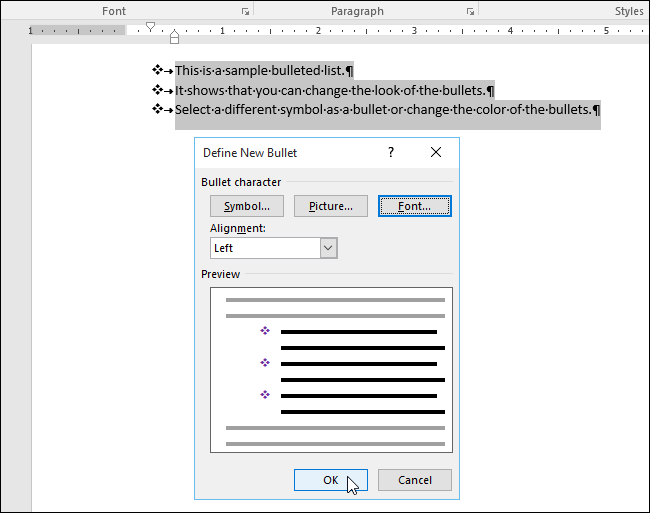 Font Paragraph Styles
1 1 2 3 4 5
❖→This·is·a·sample·bulleted·list.¶
❖→It·shows·that·you·can·change·the·look·of·the·bullets.¶
❖→Select·a·different·symbol·as·a·bullet·or·change·the·color·of·the·bullets.¶
Define New Bullet ? ✕
Bullet character
Symbol... Picture... Font...
Alignment:
Left
Preview
OK Cancel